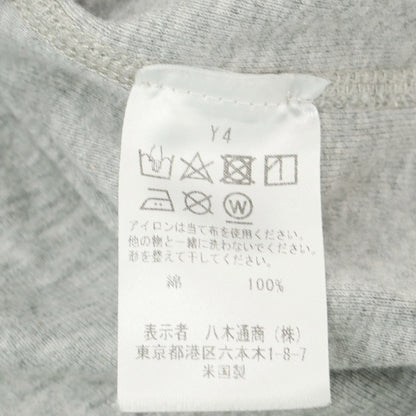 Y4
W
アイロンは当て布を使用ください。
他の物と一緒に洗わないでください。
形を整えて干してください。
綿 100%
表示者 八木通商(株)
東京都港区六本木1-8-7
米国製